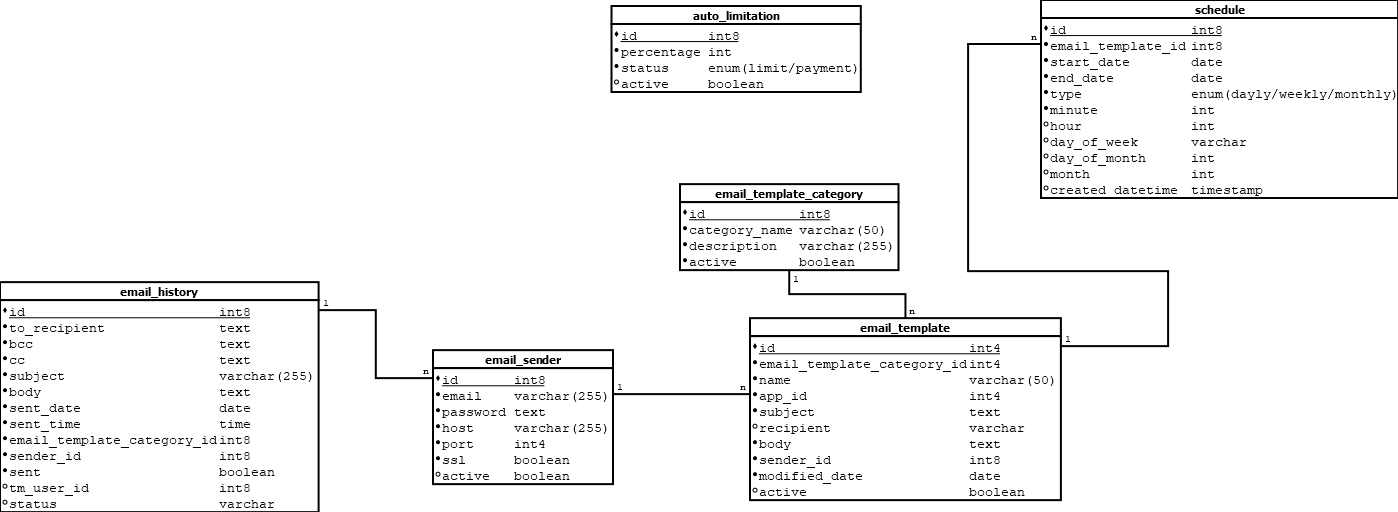 auto_limitation
id int8
percentage int
status enum(limit/payment)
active boolean
schedule
id int8
email_template_id int8
start_date date
end_date date
type enum(dayly/weekly/monthly)
minute int
hour int
day_of_week varchar
day_of_month int
month int
created_datetime timestamp
n
email_template_category
id int8
category_name varchar(50)
description varchar(255)
active boolean
1
n
email_history
id int8
to_recipient text
bcc text
cc text
subject varchar(255)
body text
sent_date date
sent_time time
email_template_category_id int8
sender_id int8
sent boolean
tm_user_id int8
status varchar
1
n
email_sender
id int8
email varchar(255)
password text
host varchar(255)
port int4
ssl boolean
active boolean
1
n
email_template
id int4
email_template_category_id int4
name varchar(50)
app_id int4
subject text
recipient varchar
body text
sender_id int8
modified_date date
active boolean
1